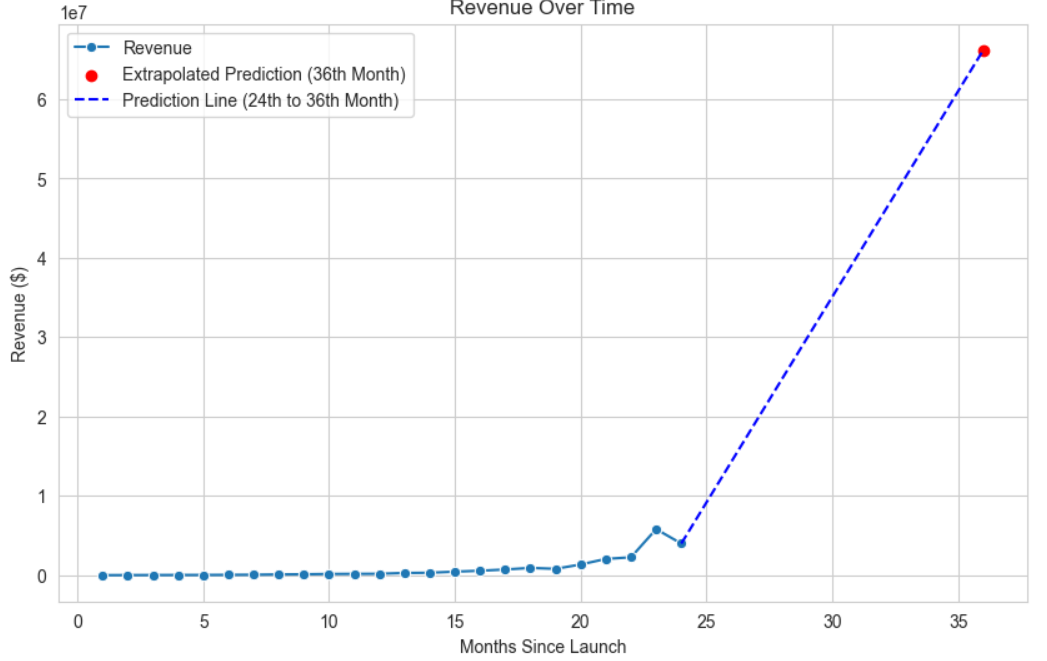 Revenue Over Time
1e7
Revenue
Extrapolated Prediction (36th Month)
Prediction Line (24th to 36th Month)
6
5
4
3
2
1
0
Revenue ($)
0 5 10 15 20 25 30 35
Months Since Launch